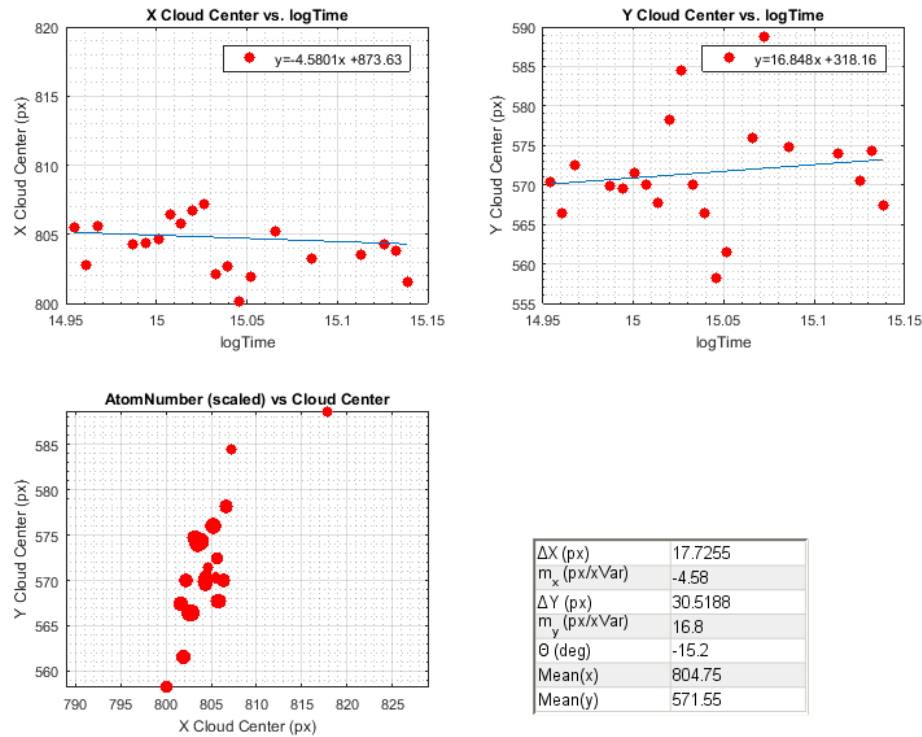 X Cloud Center vs. logTime
820
815
810
805
800
14.95
15
15.05
15.1
15.15
X Cloud Center (px)
logTime
y=-4.5801x +873.63
Y Cloud Center vs. logTime
590
585
580
575
570
565
560
555
14.95
15
15.05
15.1
15.15
Y Cloud Center (px)
logTime
y=16.848x +318.16
AtomNumber (scaled) vs Cloud Center
585
580
575
570
565
560
790
795
800
805
810
815
820
825
Y Cloud Center (px)
X Cloud Center (px)
ΔX (px) 17.7255
m_x (px/xVar) -4.58
ΔY (px) 30.5188
m_y (px/xVar) 16.8
Θ (deg) -15.2
Mean(x) 804.75
Mean(y) 571.55